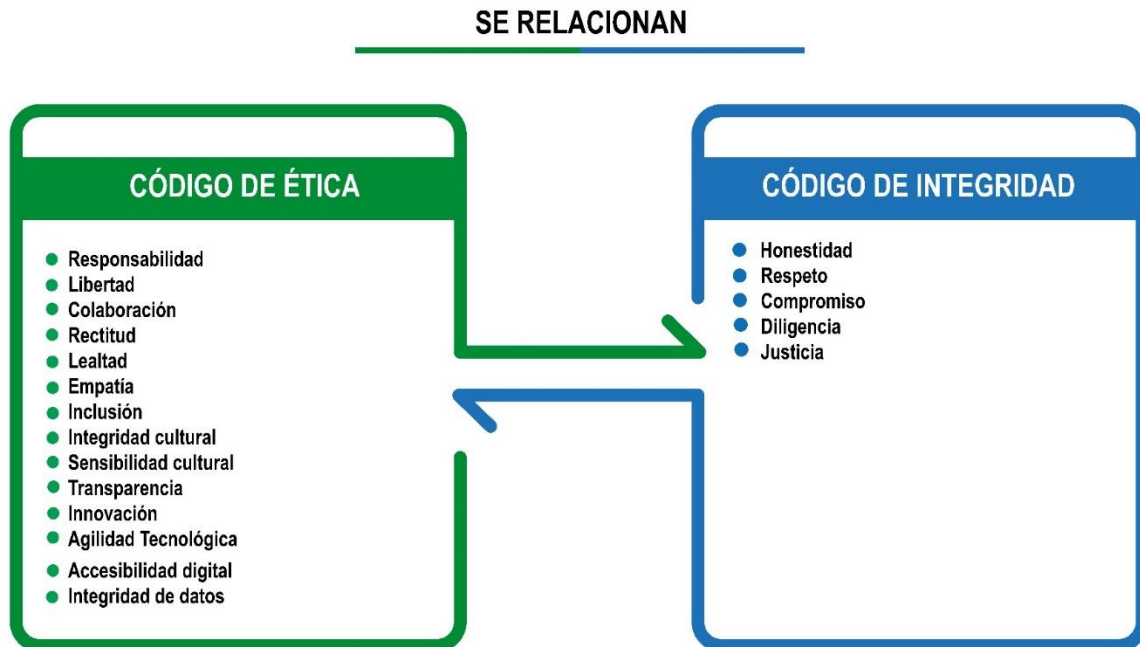 SE RELACIONAN
CÓDIGO DE ÉTICA
Responsabilidad
Libertad
Colaboración
Rectitud
Lealtad
Empatía
Inclusión
Integridad cultural
Sensibilidad cultural
Transparencia
Innovación
Agilidad Tecnológica
Accesibilidad digital
Integridad de datos
CÓDIGO DE INTEGRIDAD
Honestidad
Respeto
Compromiso
Diligencia
Justicia